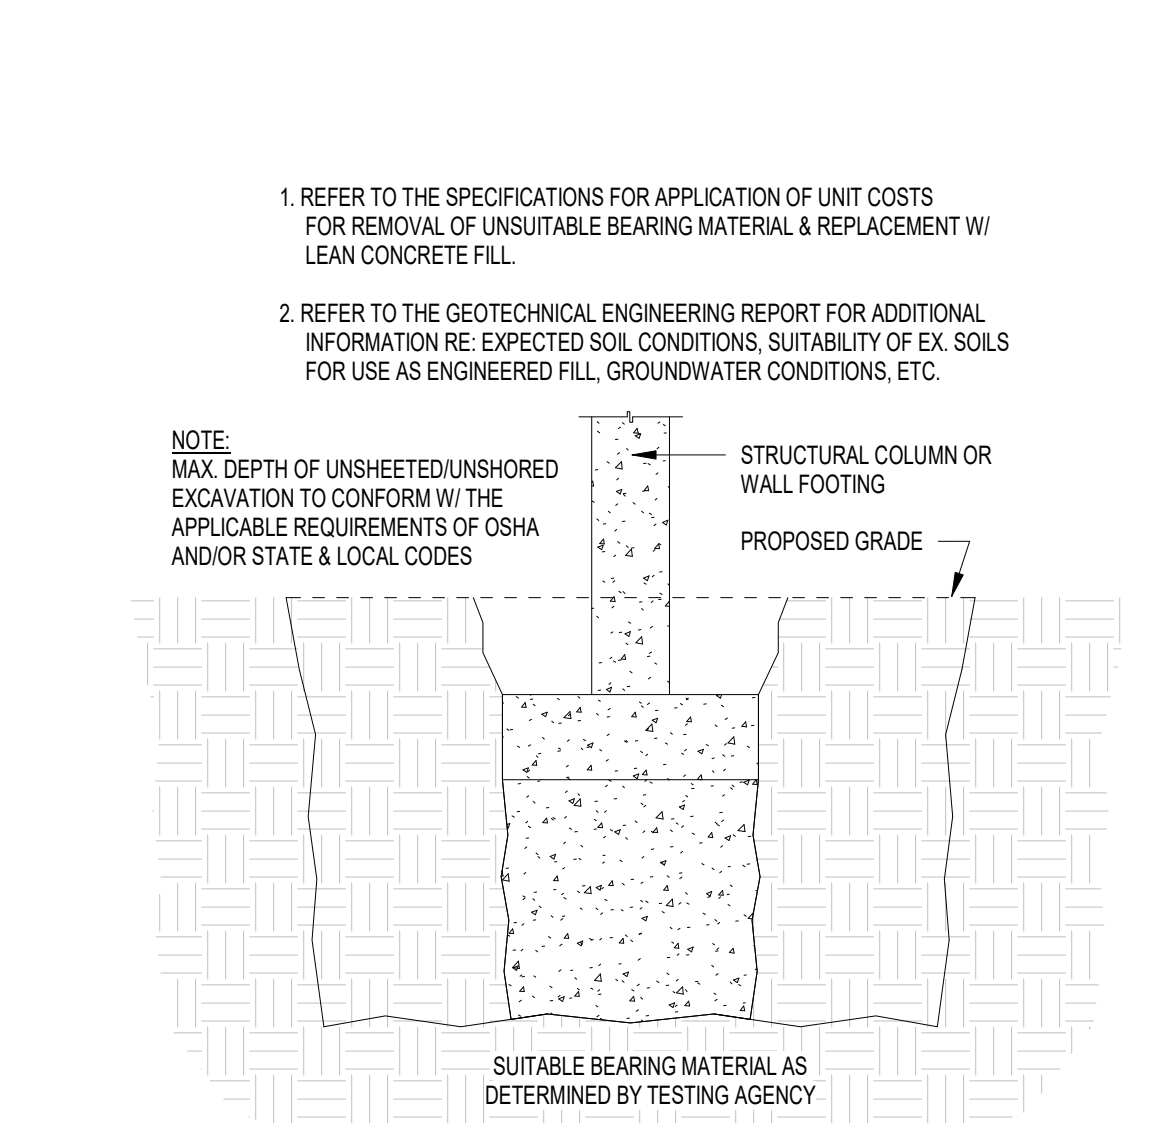 1. REFER TO THE SPECIFICATIONS FOR APPLICATION OF UNIT COSTS
FOR REMOVAL OF UNSUITABLE BEARING MATERIAL & REPLACEMENT W/
LEAN CONCRETE FILL.
2. REFER TO THE GEOTECHNICAL ENGINEERING REPORT FOR ADDITIONAL
INFORMATION RE: EXPECTED SOIL CONDITIONS, SUITABILITY OF EX. SOILS
FOR USE AS ENGINEERED FILL, GROUNDWATER CONDITIONS, ETC.
NOTE:
MAX. DEPTH OF UNSHEETED/UNSHORED
EXCAVATION TO CONFORM W/ THE
APPLICABLE REQUIREMENTS OF OSHA
AND/OR STATE & LOCAL CODES
STRUCTURAL COLUMN OR
WALL FOOTING
PROPOSED GRADE
SUITABLE BEARING MATERIAL AS
DETERMINED BY TESTING AGENCY